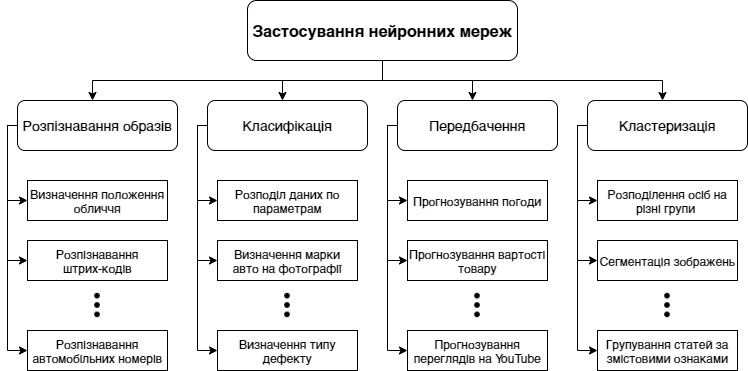 Застосування нейронних мереж
Розпізнавання образів
Класифікація
Передбачення
Кластеризація
Визначення положення
обличчя
Розподіл даних по
параметрам
Прогнозування погоди
Розподілення осіб на
різні групи
Розпізнавання
штрих-кодів
Визначення марки
авто на фотографії
Прогнозування вартості
товару
Сегментація зображень
Розпізнавання
автомобільних номерів
Визначення типу
дефекту
Прогнозування
переглядів на YouTube
Групування статей за
змістовими ознаками